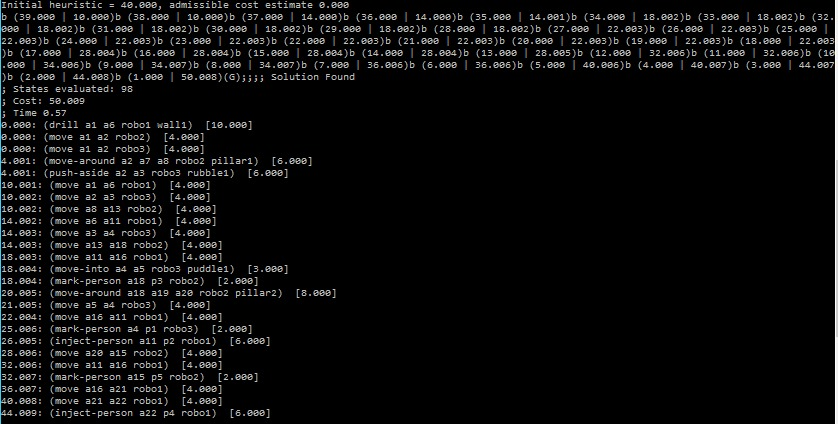 Initial heuristic = 40.000, admissible cost estimate 0.000
b (39.000 | 10.000)b (38.000 | 10.000)b (37.000 | 14.000)b (36.000 | 14.000)b (35.000 | 14.001)b (34.000 | 18.002)b (33.000 | 18.002)b (32.
000 | 18.002)b (31.000 | 18.002)b (30.000 | 18.002)b (29.000 | 18.002)b (28.000 | 18.002)b (27.000 | 22.003)b (26.000 | 22.003)b (25.000 |
22.003)b (24.000 | 22.003)b (23.000 | 22.003)b (22.000 | 22.003)b (21.000 | 22.003)b (20.000 | 22.003)b (19.000 | 22.003)b (18.000 | 22.003
)b (17.000 | 28.004)b (16.000 | 28.004)b (15.000 | 28.004)b (14.000 | 28.004)b (13.000 | 28.005)b (12.000 | 32.006)b (11.000 | 32.006)b (10
.000 | 34.006)b (9.000 | 34.007)b (8.000 | 34.007)b (7.000 | 36.006)b (6.000 | 36.006)b (5.000 | 40.006)b (4.000 | 40.007)b (3.000 | 44.007
)b (2.000 | 44.008)b (1.000 | 50.008)(G);;;; Solution Found
; States evaluated: 98
; Cost: 50.009
; Time 0.57
0.000: (drill a1 a6 robo1 wall1)  [10.000]
0.000: (move a1 a2 robo2)  [4.000]
0.000: (move a1 a2 robo3)  [4.000]
4.001: (move-around a2 a7 a8 robo2 pillar1)  [6.000]
4.001: (push-aside a2 a3 robo3 rubble1)  [6.000]
10.001: (move a1 a6 robo1)  [4.000]
10.002: (move a2 a3 robo3)  [4.000]
10.002: (move a8 a13 robo2)  [4.000]
14.002: (move a6 a11 robo1)  [4.000]
14.003: (move a3 a4 robo3)  [4.000]
14.003: (move a13 a18 robo2)  [4.000]
18.003: (move a11 a16 robo1)  [4.000]
18.004: (move-into a4 a5 robo3 puddle1)  [3.000]
18.004: (mark-person a18 p3 robo2)  [2.000]
20.005: (move-around a18 a19 a20 robo2 pillar2)  [8.000]
21.005: (move a5 a4 robo3)  [4.000]
22.004: (move a16 a11 robo1)  [4.000]
25.006: (mark-person a4 p1 robo3)  [2.000]
26.005: (inject-person a11 p2 robo1)  [6.000]
28.006: (move a20 a15 robo2)  [4.000]
32.006: (move a11 a16 robo1)  [4.000]
32.007: (mark-person a15 p5 robo2)  [2.000]
36.007: (move a16 a21 robo1)  [4.000]
40.008: (move a21 a22 robo1)  [4.000]
44.009: (inject-person a22 p4 robo1)  [6.000]